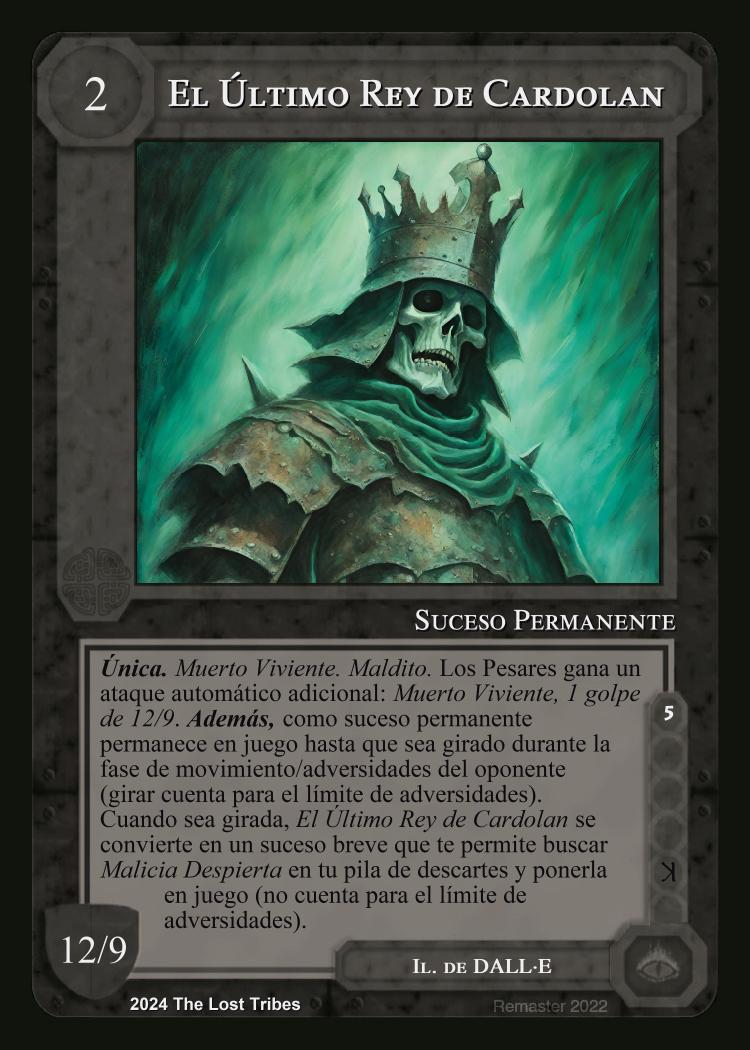 2
El Último Rey de Cardolan
Suceso Permanente
Única. Muerto Viviente. Maldito. Los Pesares gana un
ataque automático adicional: Muerto Viviente, 1 golpe
de 12/9. Además, como suceso permanente
permanece en juego hasta que sea girado durante la
fase de movimiento/adversidades del oponente
(girar cuenta para el límite de adversidades).
Cuando sea girada, El Último Rey de Cardolan se
convierte en un suceso breve que te permite buscar
Malicia Despierta en tu pila de descartes y ponerla
en juego (no cuenta para el límite de
adversidades).
5
12/9
Il. de DALL·E
2024 The Lost Tribes
Remaster 2022